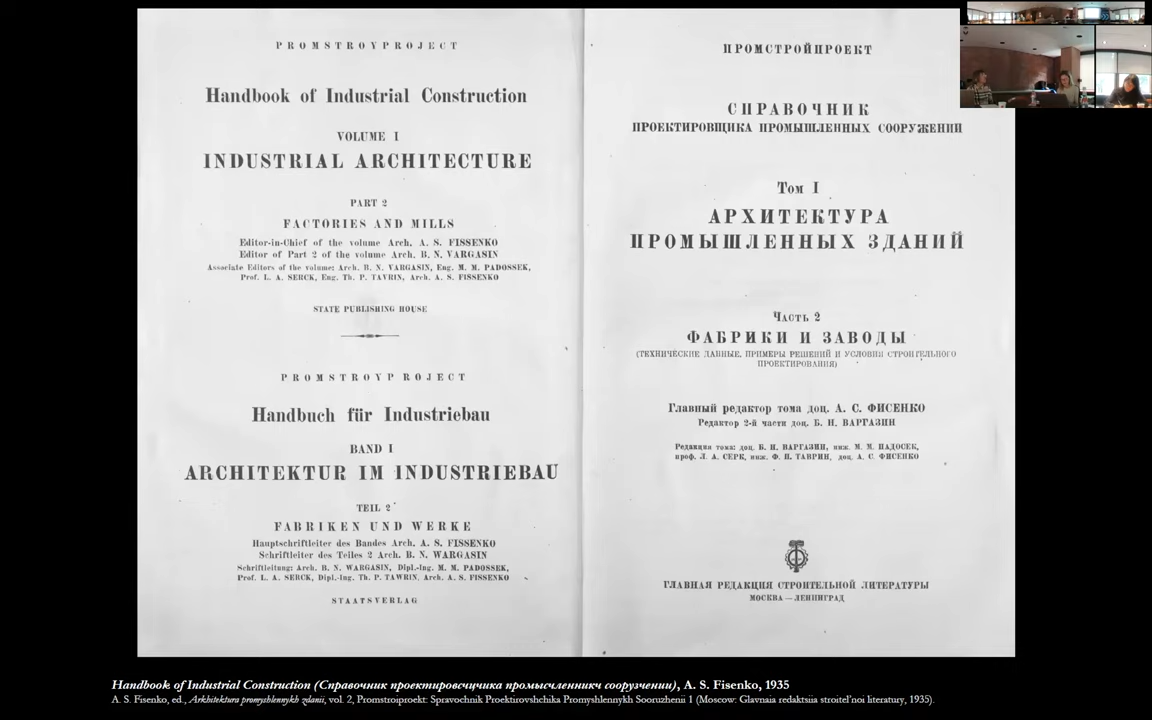 PROMSTROYPROJECT
Handbook of Industrial Construction
VOLUME I
INDUSTRIAL ARCHITECTURE
PART 2
FACTORIES AND MILLS
Editor-in-Chief of the volume Arch. A. S. FISSENKO
Editor of Part 2 of the volume Arch. B. N. VARGASIN
Associate Editors of the volume: Arch. B. N. VARGASIN, Eng. M. M. PADOSSEK,
Prof. L. A. SERCK, Eng. Th. P. TAVRIN, Arch. A. S. FISSENKO
STATE PUBLISHING HOUSE
PROMSTROYP ROJECT
Handbuch für Industriebau
BAND I
ARCHITEKTUR IM INDUSTRIEBAU
TEIL 2
FABRIKEN UND WERKE
Hauptschriftleiter des Bandes Arch. A. S. FISSENKO
Schriftleiter des Teiles 2 Arch. B. N. WARGASIN
Schriftleitung: Arch. B. N. WARGASIN, Dipl.-Ing. M. M. PADOSSEK,
Prof. L. A. SERCK, Dipl.-Ing. Th. P. TAWRIN, Arch. A. S. FISSENKO
STAATSVERLAG
ПРОМСТРОЙПРОЕКТ
СПРАВОЧНИК
ПРОЕКТИРОВЩИКА ПРОМЫШЛЕННЫХ СООРУЖЕНИЙ
Том I
АРХИТЕКТУРА
ПРОМЫШЛЕННЫХ ЗДАНИЙ
Часть 2
ФАБРИКИ И ЗАВОДЫ
(ТЕХНИЧЕСКИЕ ДАННЫЕ, ПРИМЕРЫ РЕШЕНИЙ И УСЛОВИЯ СТРОИТЕЛЬНОГО
ПРОЕКТИРОВАНИЯ)
Главный редактор тома доц. А. С. ФИСЕНКО
Редактор 2-й части доц. Б. Н. ВАРГАЗИН
Редакция тома: доц. Б. Н. ВАРГАЗИН, инж. М. М. ПАДОСЕК,
проф. Л. А. СЕРК, инж. Ф. П. ТАВРИН, доц. А. С. ФИСЕНКО
ГЛАВНАЯ РЕДАКЦИЯ СТРОИТЕЛЬНОЙ ЛИТЕРАТУРЫ
МОСКВА — ЛЕНИНГРАД
Handbook of Industrial Construction (Справочник проектировсчцчика промысчленникч соорузчении), A. S. Fisenko, 1935
A. S. Fisenko, ed., Arkhitektura promyshlennykh zdanii, vol. 2, Promstroiproekt: Spravochnik Proektirovshchika Promyshlennykh Sooruzhenii 1 (Moscow: Glavnaia redaktsiia stroitel'noi literatury, 1935).